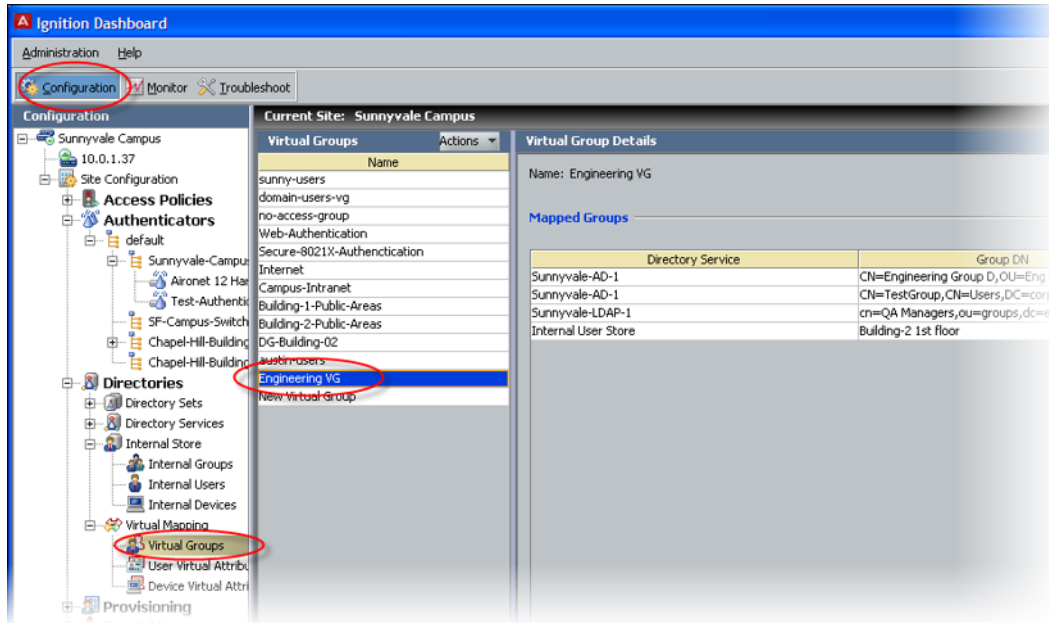 Ignition Dashboard
Administration Help
Configuration Monitor Troubleshoot
Configuration
Sunnyvale Campus
10.0.1.37
Site Configuration
Access Policies
Authenticators
default
Sunnyvale-Campus
Aironet 12 Har
Test-Authentic
SF-Campus-Switch
Chapel-Hill-Building
Chapel-Hill-Building
Directories
Directory Sets
Directory Services
Internal Store
Internal Groups
Internal Users
Internal Devices
Virtual Mapping
Virtual Groups
User Virtual Attribu
Device Virtual Attri
Provisioning
Current Site: Sunnyvale Campus
Virtual Groups Actions
Name
sunny-users
domain-users-vg
no-access-group
Web-Authentication
Secure-8021X-Authenctication
Internet
Campus-Intranet
Building-1-Public-Areas
Building-2-Public-Areas
DG-Building-02
austin-users
Engineering VG
New Virtual Group
Virtual Group Details
Name: Engineering VG
Mapped Groups
Directory Service Group DN
Sunnyvale-AD-1 CN=Engineering Group D,OU=Eng
Sunnyvale-AD-1 CN=TestGroup,CN=Users,DC=corp
Sunnyvale-LDAP-1 cn=QA Managers,ou=groups,dc=e
Internal User Store Building-2 1st floor